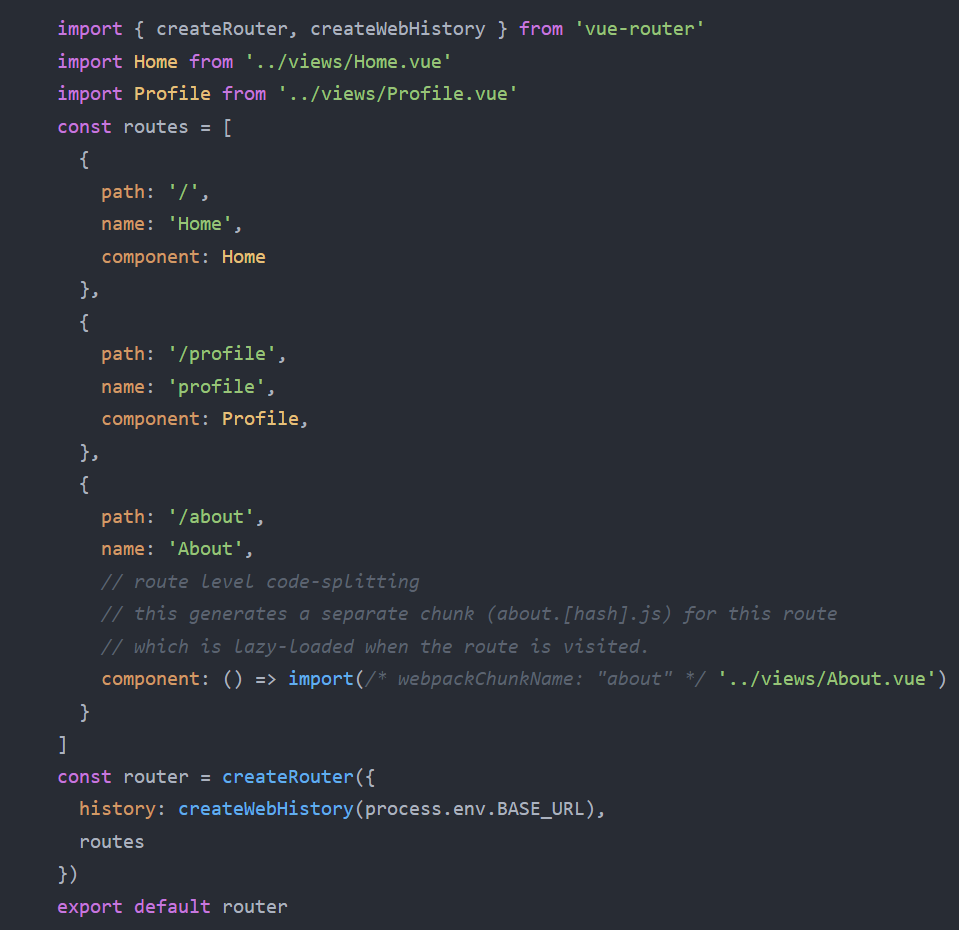 import { createRouter, createWebHistory } from 'vue-router'
import Home from '../views/Home.vue'
import Profile from '../views/Profile.vue'
const routes = [
  {
    path: '/',
    name: 'Home',
    component: Home
  },
  {
    path: '/profile',
    name: 'profile',
    component: Profile,
  },
  {
    path: '/about',
    name: 'About',
    // route level code-splitting
    // this generates a separate chunk (about.[hash].js) for this route
    // which is lazy-loaded when the route is visited.
    component: () => import(/* webpackChunkName: "about" */ '../views/About.vue')
  }
]
const router = createRouter({
  history: createWebHistory(process.env.BASE_URL),
  routes
})
export default router